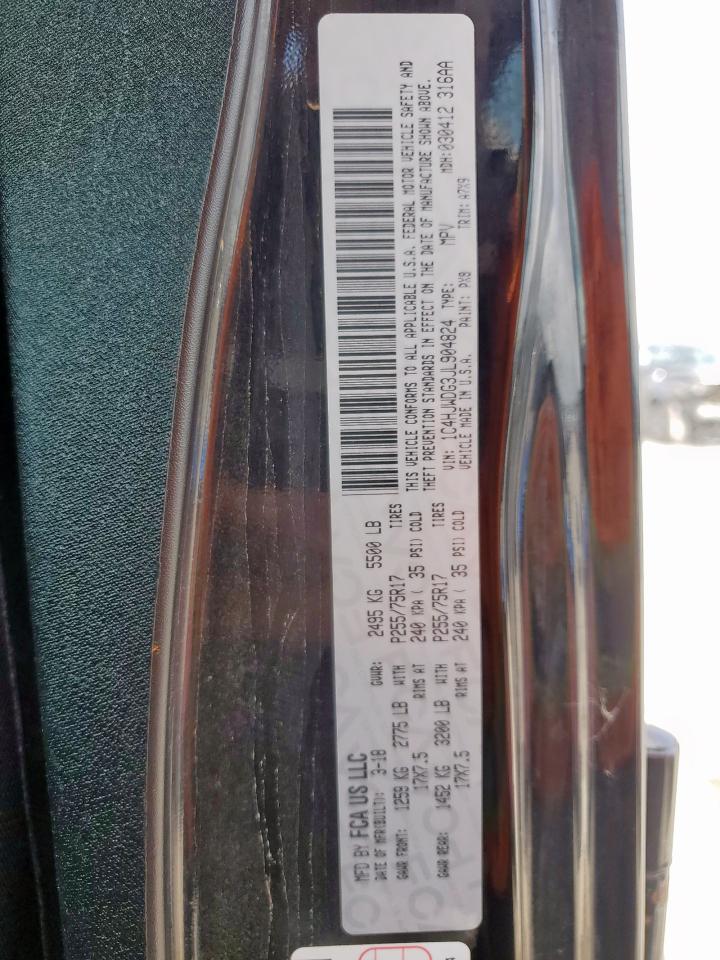 MFD BY FCA US LLC
DATE OF MFR(BUILT): 3-18 GVWR: 2495 KG 5500 LB
GAWR FRONT: 1259 KG 2775 LB WITH P255/75R17 TIRES
17X7.5 RIMS AT 240 KPA ( 35 PSI) COLD
GAWR REAR: 1452 KG 3200 LB WITH P255/75R17 TIRES
17X7.5 RIMS AT 240 KPA ( 35 PSI) COLD
THIS VEHICLE CONFORMS TO ALL APPLICABLE U.S.A. FEDERAL MOTOR VEHICLE SAFETY AND
THEFT PREVENTION STANDARDS IN EFFECT ON THE DATE OF MANUFACTURE SHOWN ABOVE.
VIN: 1C4HJWDG3JL904824 TYPE: MPV MDH:030412 316AA
VEHICLE MADE IN U.S.A. PAINT: PX8 TRIM: A7X9